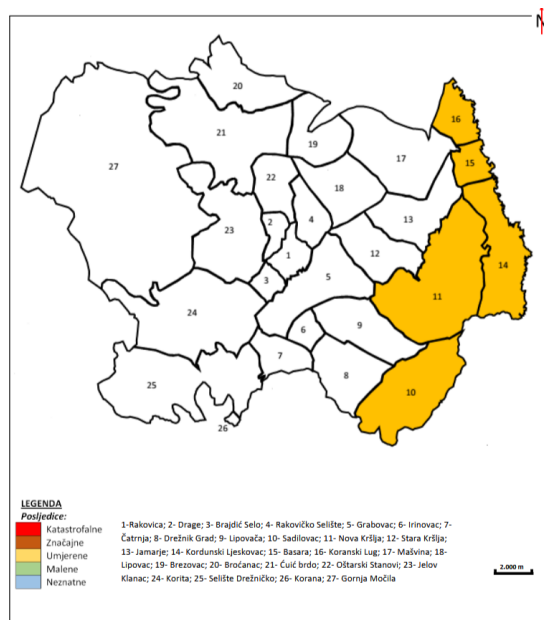 N
20
16
21
19
17
15
27
18
22
4
13
2
23
12
1
14
3
5
11
24
6
9
7
8
25
10
26
LEGENDA
Posljedice:
Katastrofalne
Značajne
Umjerene
Malene
Neznatne
1-Rakovica; 2- Drage; 3- Brajdić Selo; 4- Rakovičko Selište; 5- Grabovac; 6- Irinovac; 7-
Čatrnja; 8- Drežnik Grad; 9- Lipovača; 10- Sadilovac; 11- Nova Kršlja; 12- Stara Kršlja;
13- Jamarje; 14- Kordunski Ljeskovac; 15- Basara; 16- Koranski Lug; 17- Mašvina; 18-
Lipovac; 19- Brezovac; 20- Broćanac; 21- Ćuić brdo; 22- Oštarski Stanovi; 23- Jelov
Klanac; 24- Korita; 25- Selište Drežničko; 26- Korana; 27- Gornja Močila
2.000 m